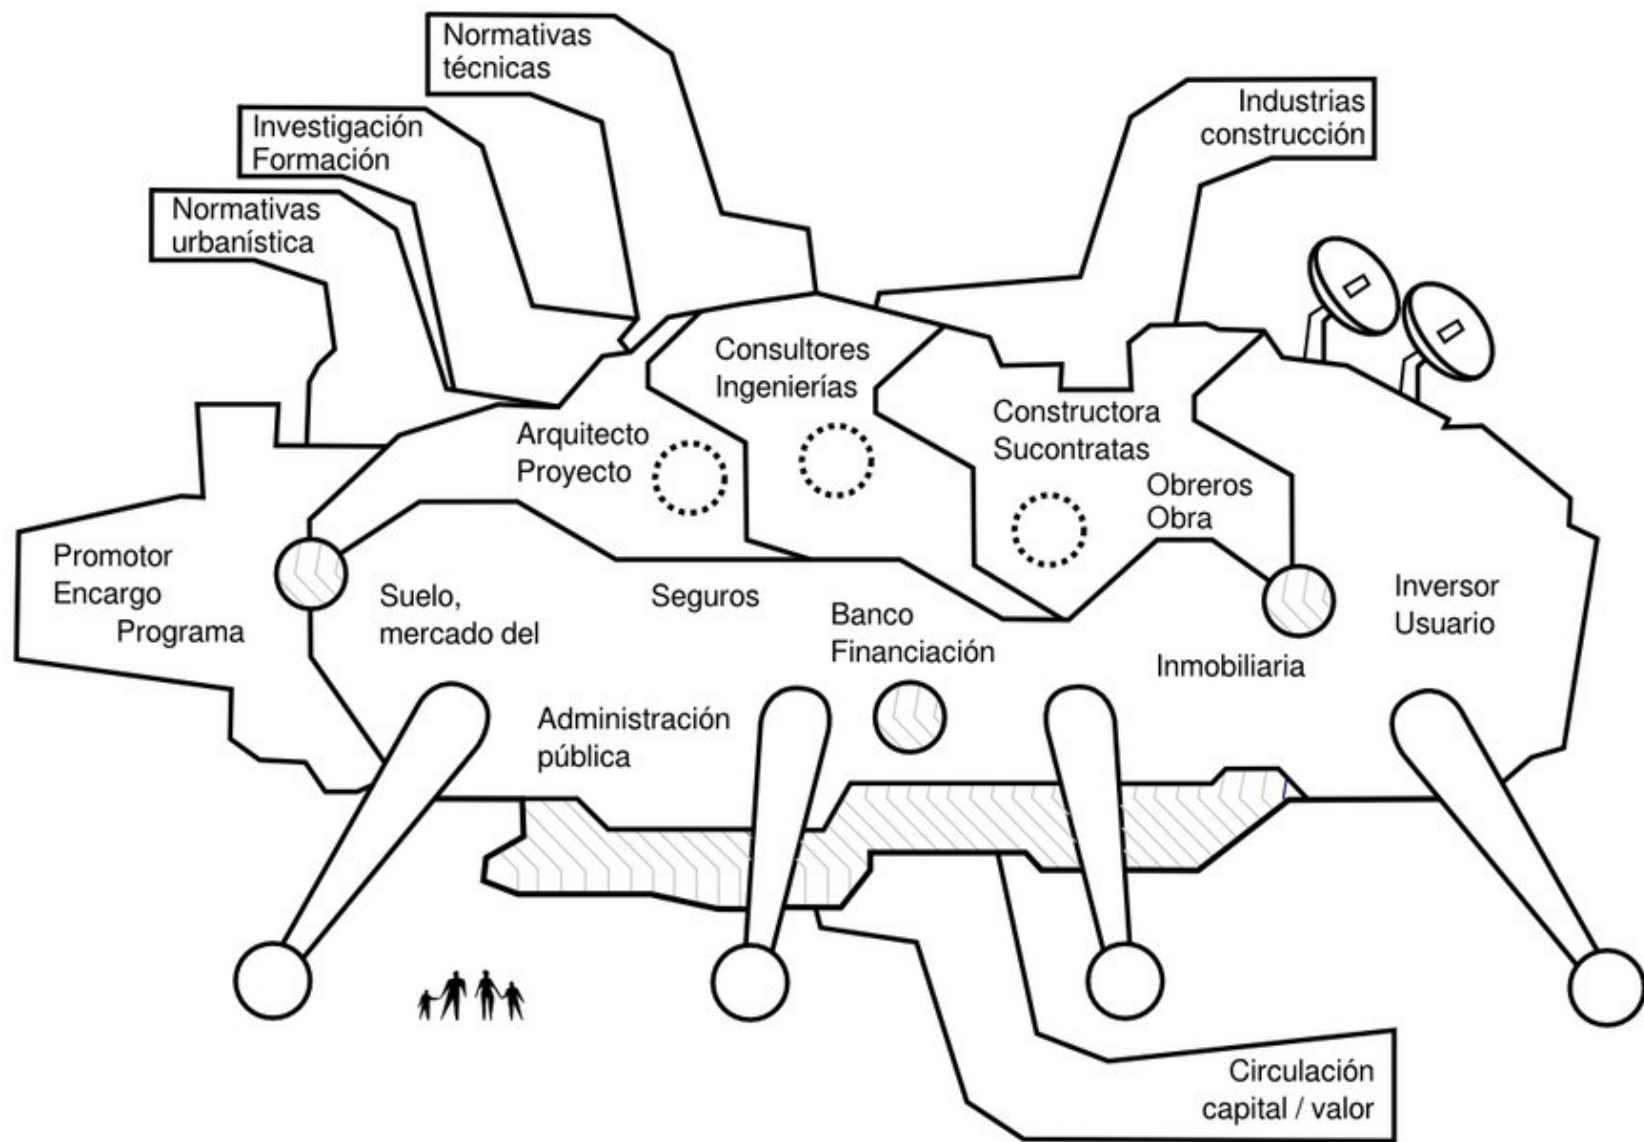 Normativas
técnicas
Industrias
construcción
Investigación
Formación
Normativas
urbanística
Consultores
Ingenierías
Arquitecto
Proyecto
Constructora
Sucontratas
Obreros
Obra
Promotor
Encargo
Programa
Suelo,
mercado del
Seguros
Banco
Financiación
Inmobiliaria
Inversor
Usuario
Administración
pública
Circulación
capital / valor